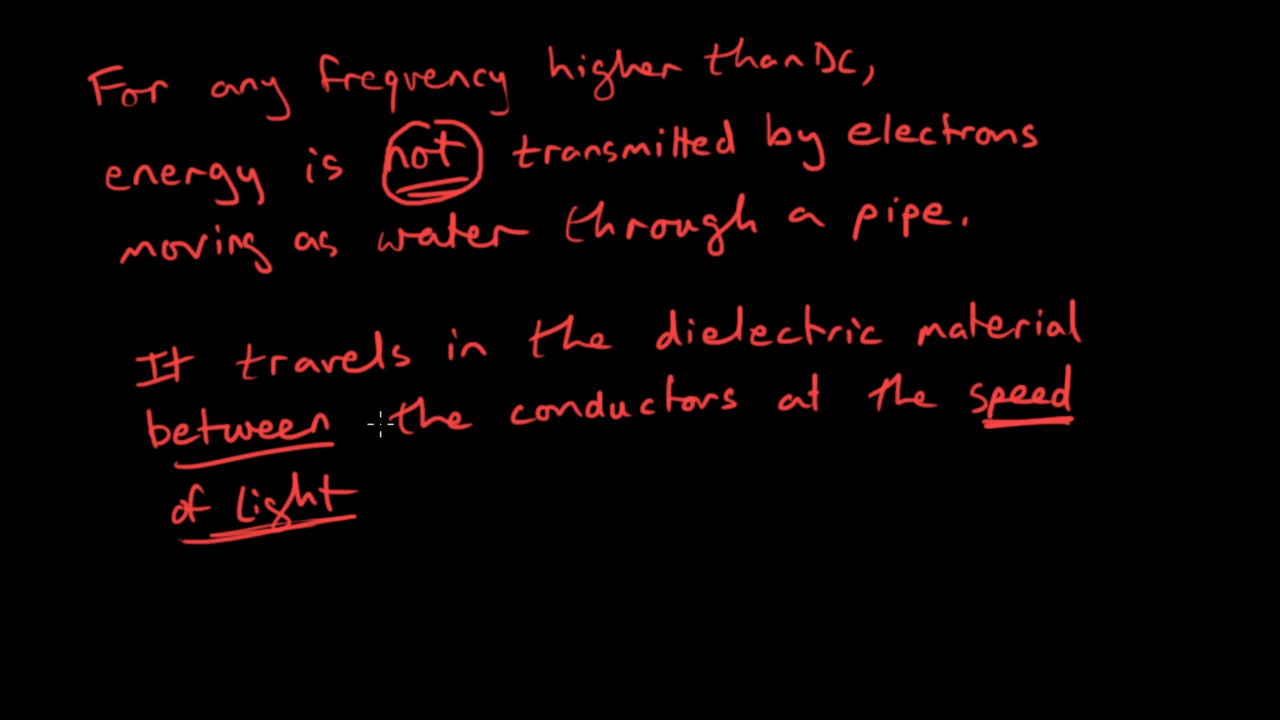 For any frequency higher than DC,
energy is not transmitted by electrons
moving as water through a pipe.
It travels in the dielectric material
between the conductors at the speed
of light